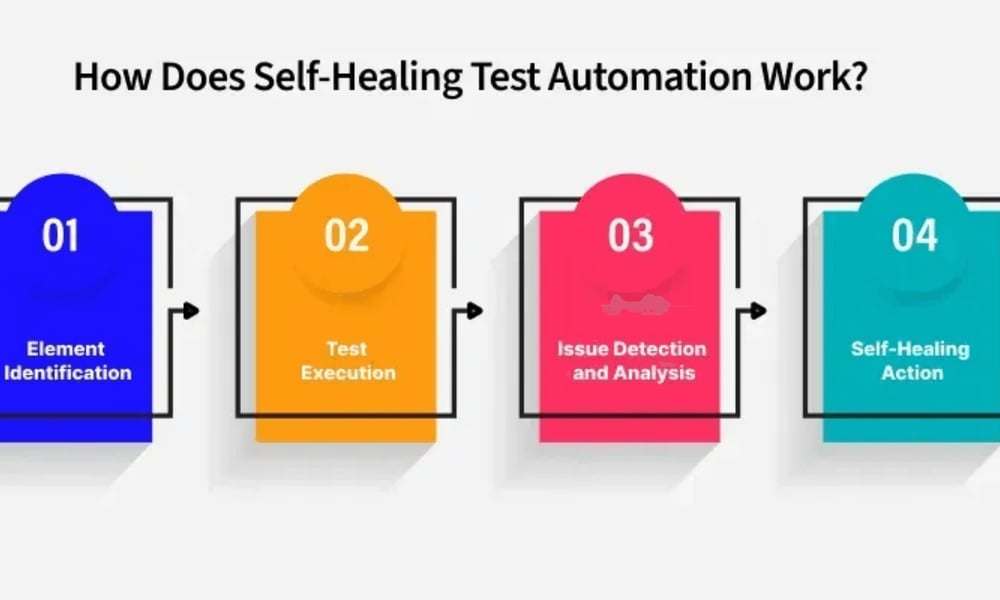 How Does Self-Healing Test Automation Work?
01
Element
Identification
02
Test
Execution
03
Issue Detection
and Analysis
04
Self-Healing
Action